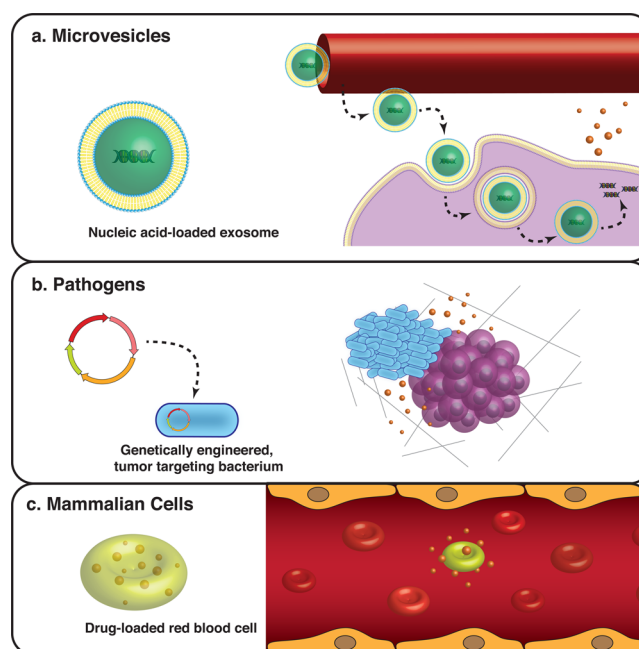 a. Microvesicles
Nucleic acid-loaded exosome
b. Pathogens
Genetically engineered,
tumor targeting bacterium
c. Mammalian Cells
Drug-loaded red blood cell